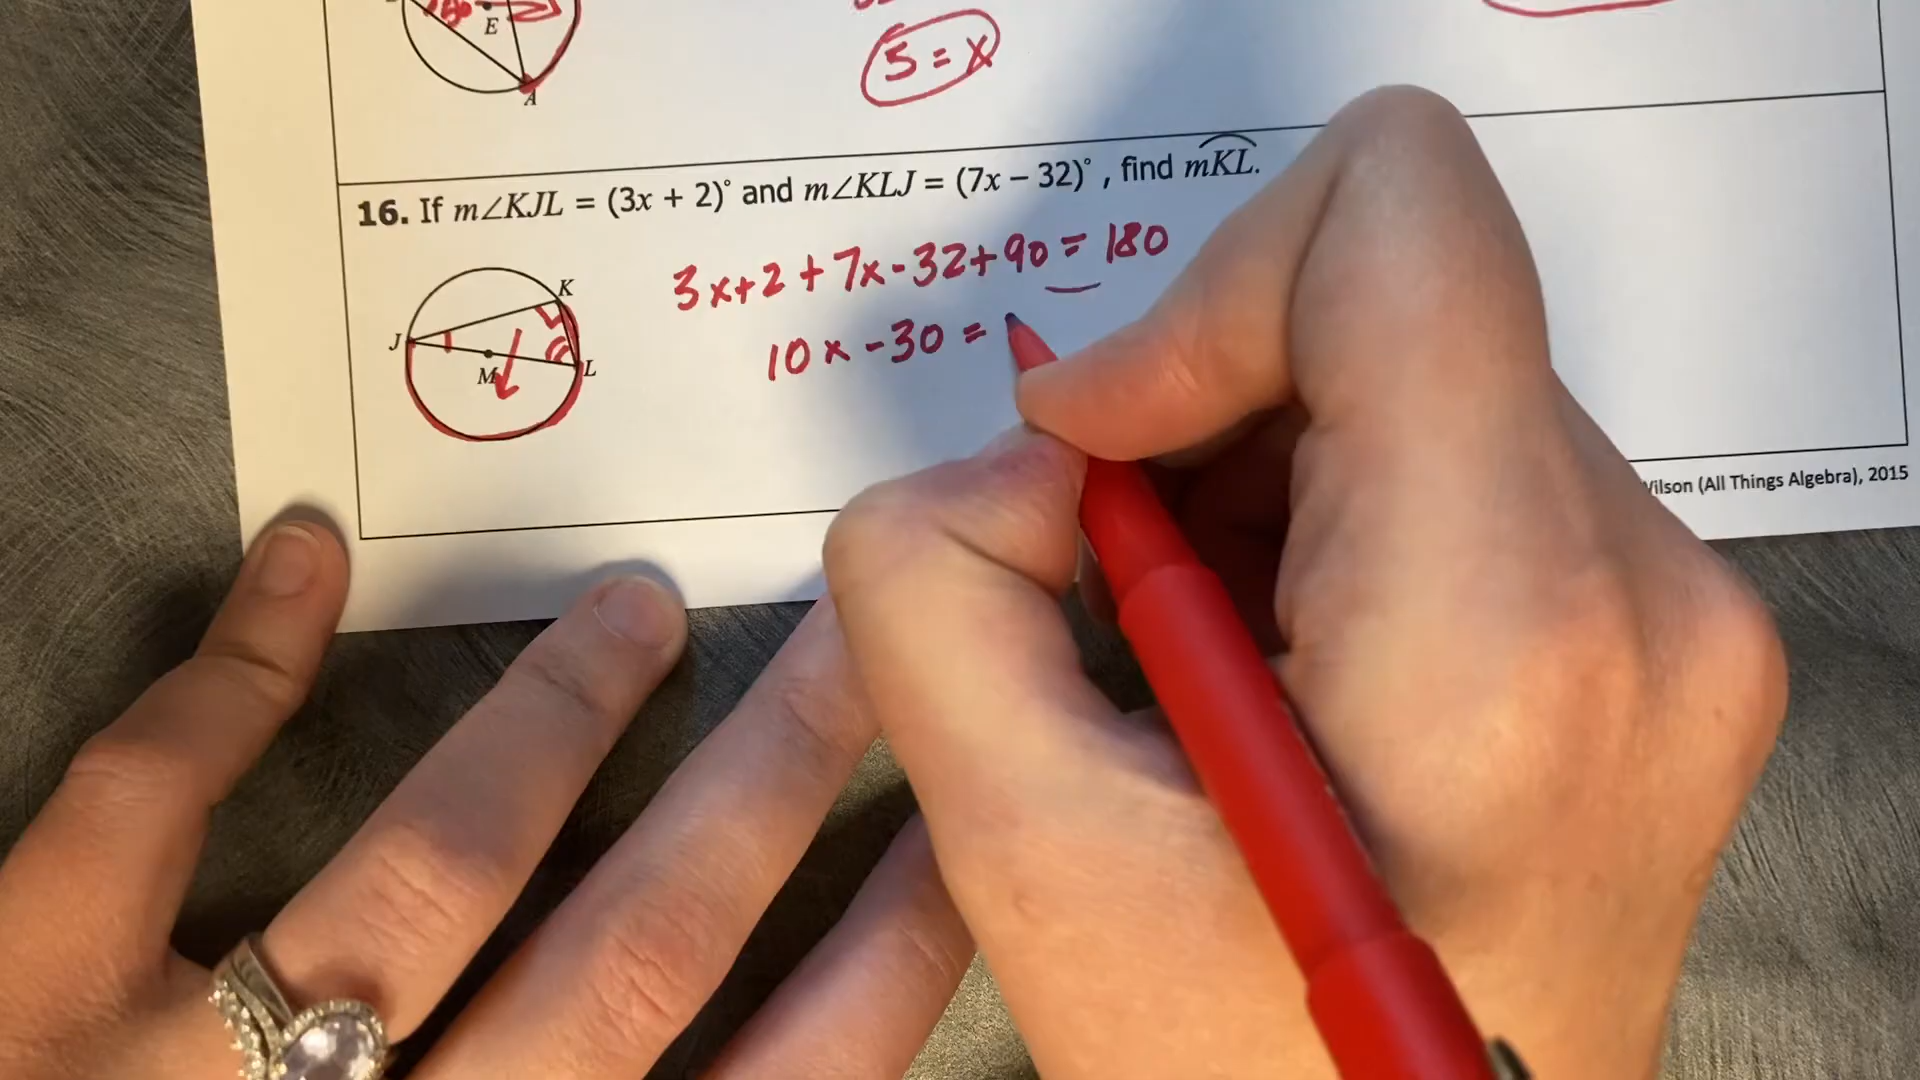 E
A
5 = x
16. If m∠KJL = (3x + 2)° and m∠KLJ = (7x − 32)°, find mKL.
3x+2+7x-32+90 = 180
K
10x-30 =
J
M
L
(All Things Algebra), 2015